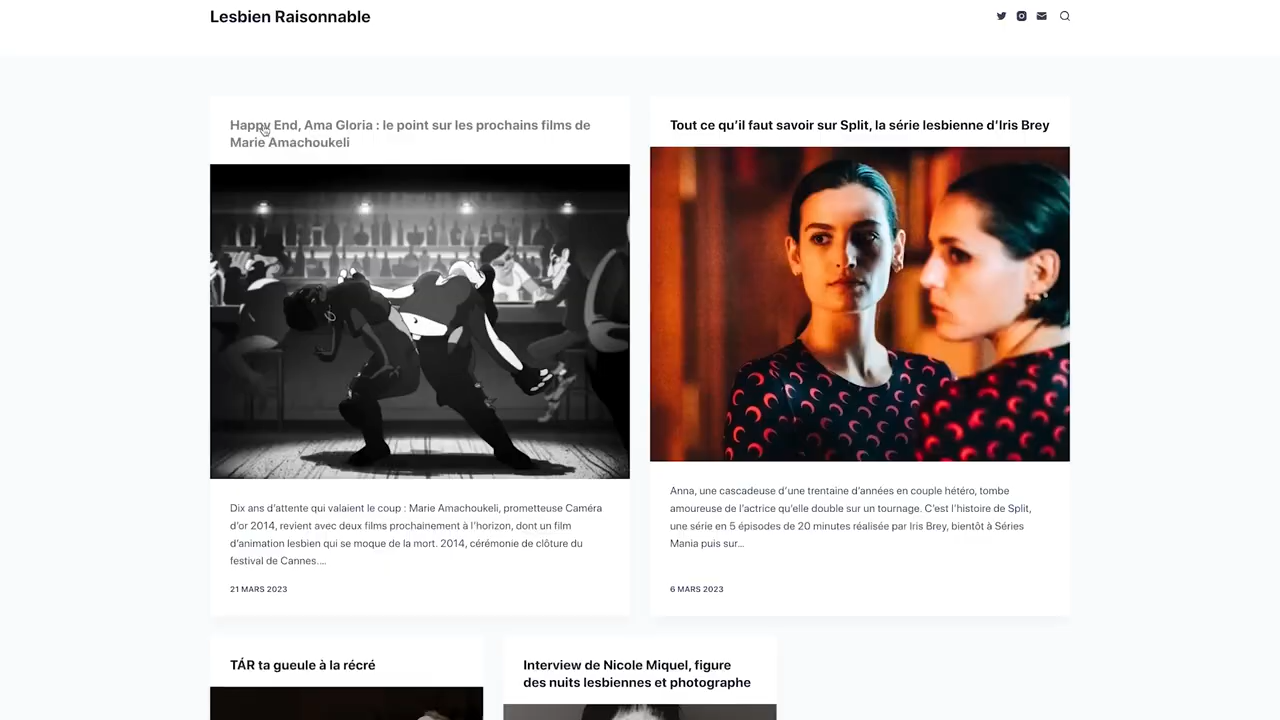 Lesbien Raisonnable
Happy End, Ama Gloria : le point sur les prochains films de
Marie Amachoukeli
Dix ans d’attente qui valaient le coup : Marie Amachoukeli, prometteuse Caméra
d’or 2014, revient avec deux films prochainement à l’horizon, dont un film
d’animation lesbien qui se moque de la mort. 2014, cérémonie de clôture du
festival de Cannes.…
21 MARS 2023
Tout ce qu’il faut savoir sur Split, la série lesbienne d’Iris Brey
Anna, une cascadeuse d’une trentaine d’années en couple hétéro, tombe
amoureuse de l’actrice qu’elle double sur un tournage. C’est l’histoire de Split,
une série en 5 épisodes de 20 minutes réalisée par Iris Brey, bientôt à Séries
Mania puis sur…
6 MARS 2023
TÁR ta gueule à la récré
Interview de Nicole Miquel, figure
des nuits lesbiennes et photographe